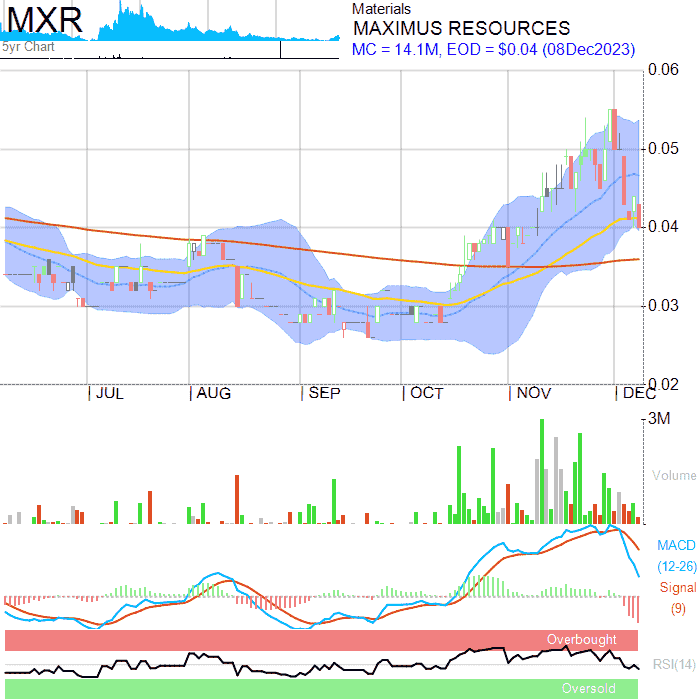 MXR
5yr Chart
Materials
MAXIMUS RESOURCES
MC = 14.1M, EOD = $0.04 (08Dec2023)
0.06
0.05
0.04
0.03
0.02
JUL
AUG
SEP
OCT
NOV
DEC
3M
Volume
MACD
(12-26)
Signal
(9)
Overbought
RSI(14)
Oversold